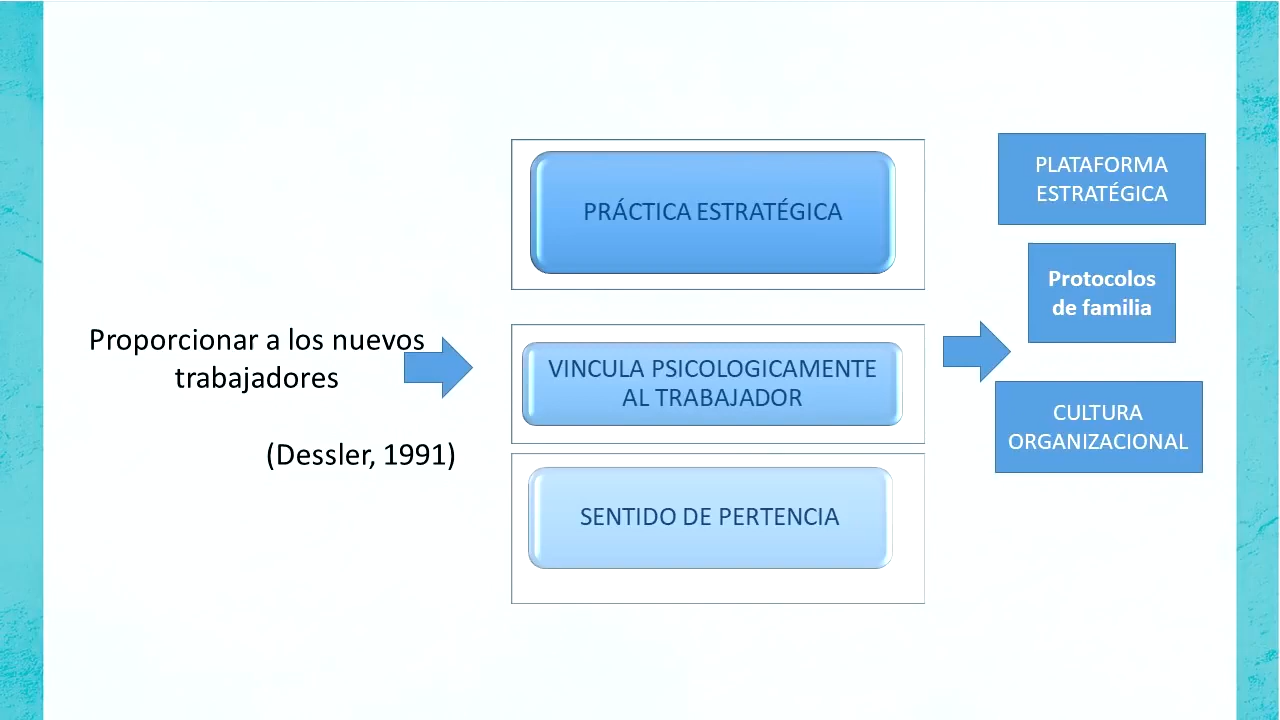 Proporcionar a los nuevos
trabajadores
(Dessler, 1991)
PRÁCTICA ESTRATÉGICA
VINCULA PSICOLOGICAMENTE
AL TRABAJADOR
SENTIDO DE PERTENCIA
PLATAFORMA
ESTRATÉGICA
Protocolos
de familia
CULTURA
ORGANIZACIONAL